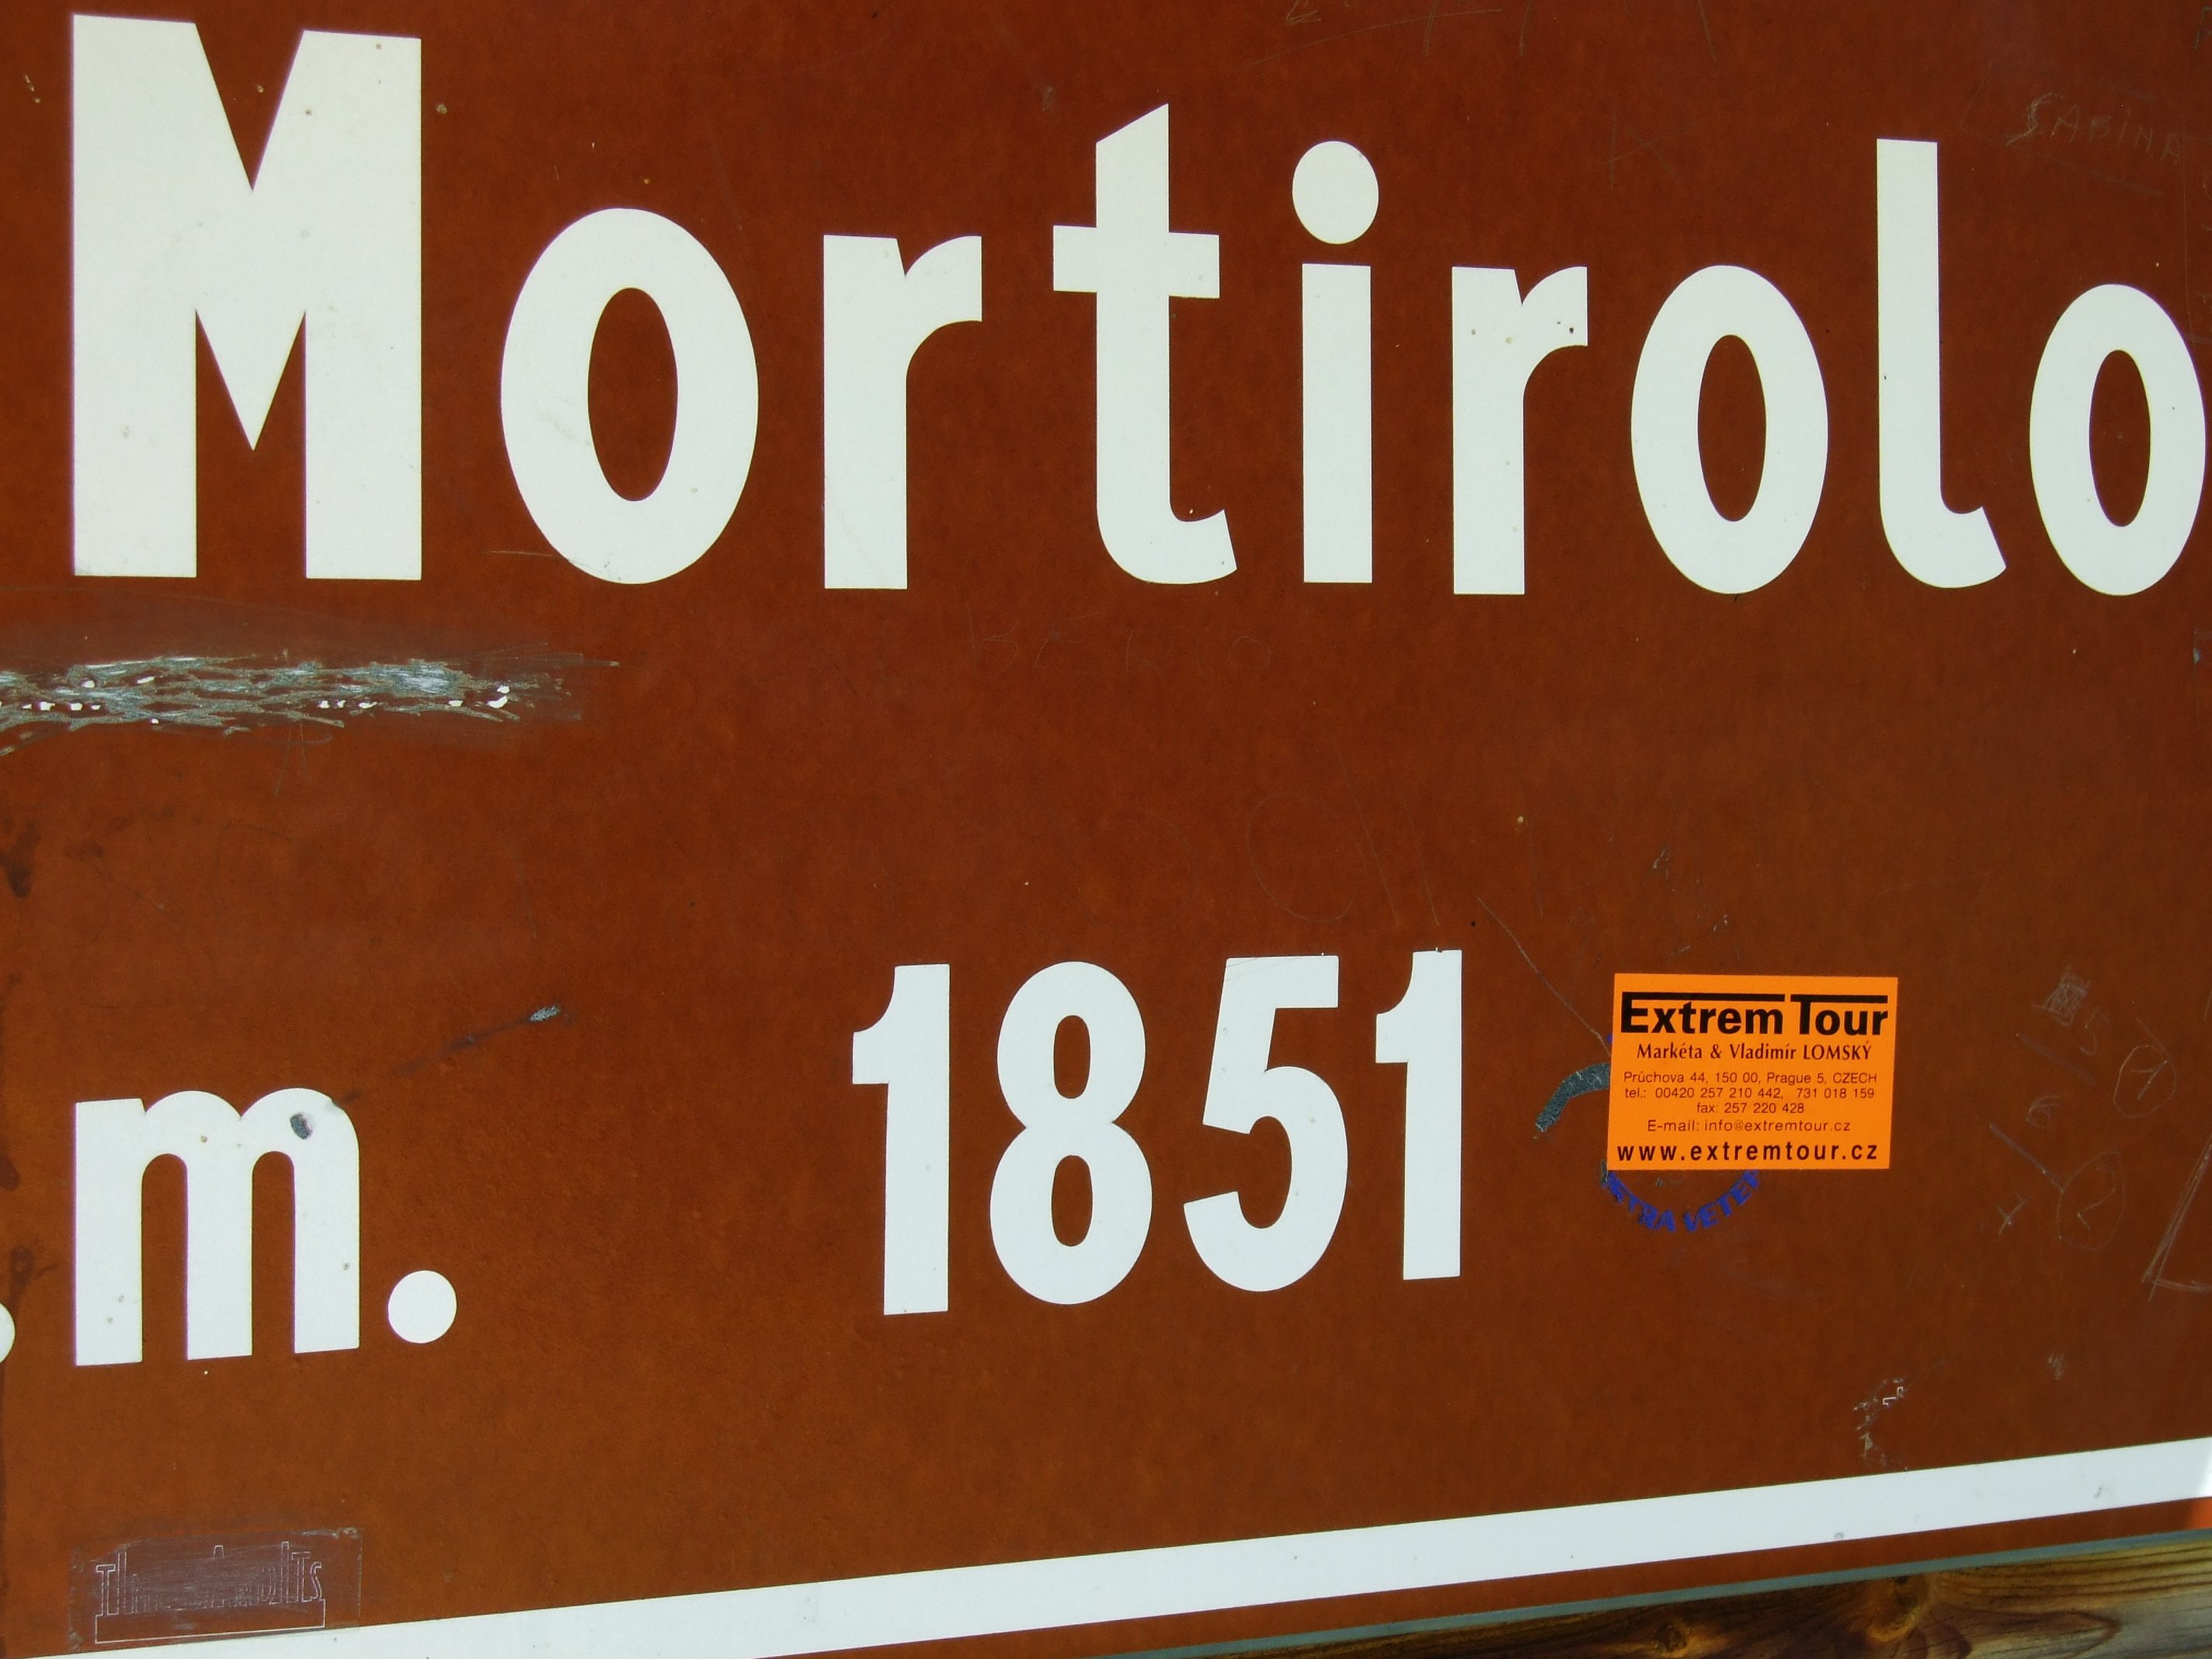 Mortirolo
SABINA
.m. 1851
Extrem Tour
Markéta & Vladimír LOMSKÝ
Průchova 44, 150 00, Prague 5, CZECH
tel.: 00420 257 210 442, 731 018 159
fax: 257 220 428
E-mail: info@extremtour.cz
www.extremtour.cz